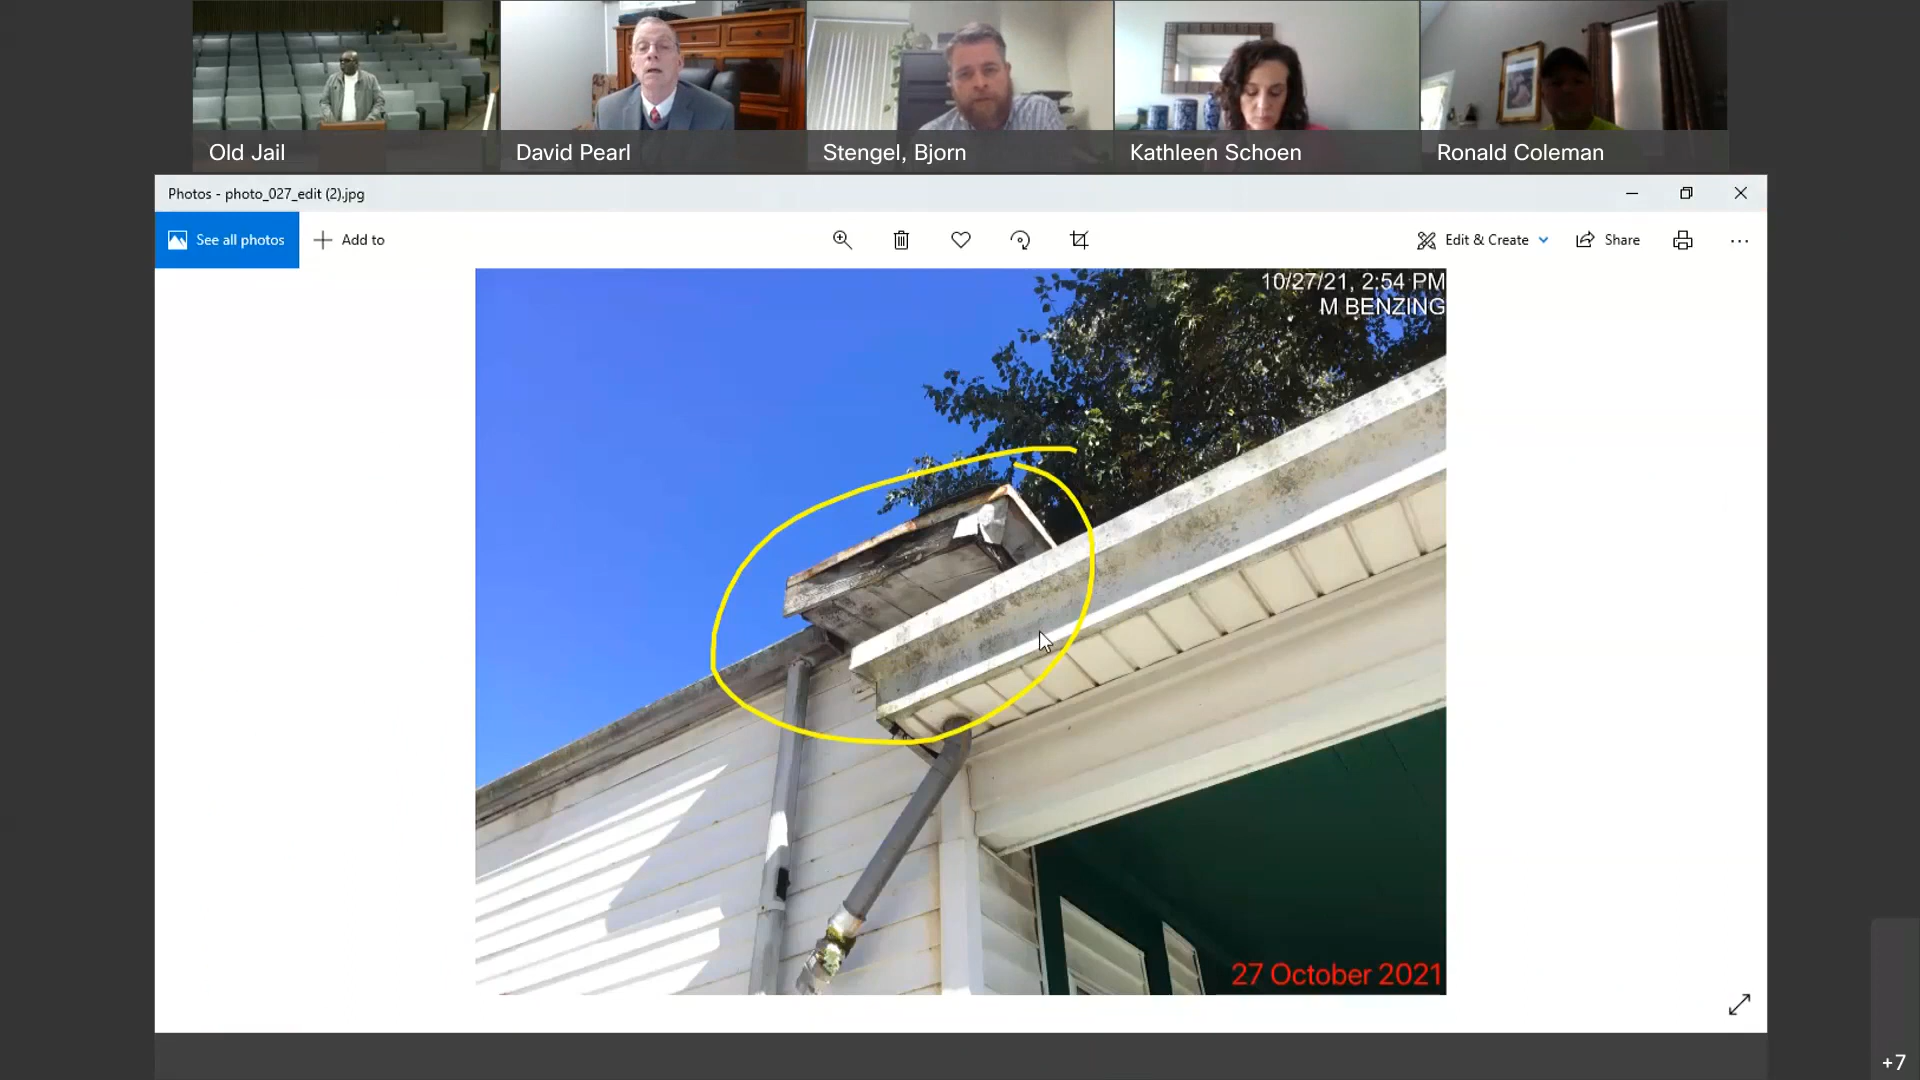 Old Jail
David Pearl
Stengel, Bjorn
Kathleen Schoen
Ronald Coleman
Photos - photo_027_edit (2).jpg
See all photos
Add to
Edit & Create
Share
10/27/21, 2:54 PM
M BENZING
27 October 2021
+7